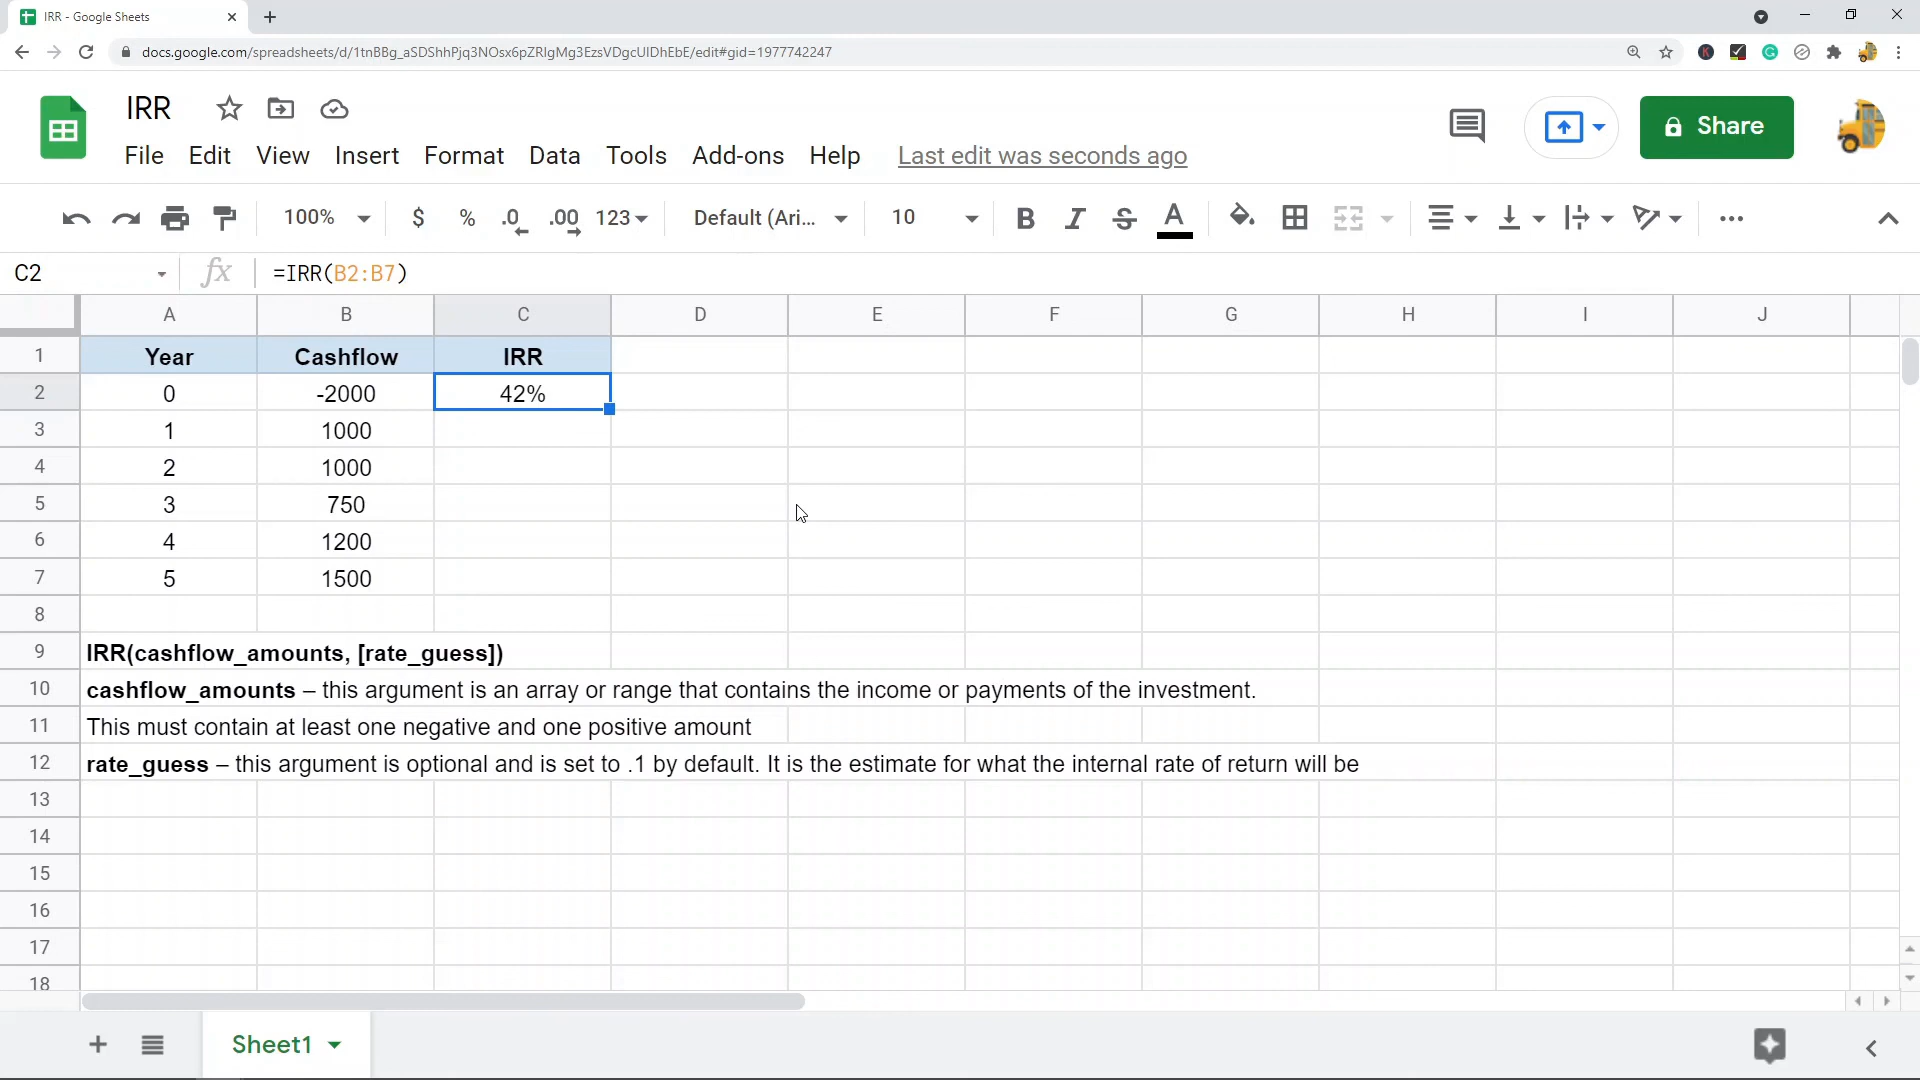 IRR - Google Sheets
docs.google.com/spreadsheets/d/1tnBBg_aSDShhPjq3NOsx6pZRIgMg3EzsVDgcUIDhEbE/edit#gid=1977742247
IRR
File Edit View Insert Format Data Tools Add-ons Help Last edit was seconds ago
Share
100% $ % .0 .00 123 Default (Ari... 10 B I S A
C2 fx =IRR(B2:B7)
A B C D E F G H I J
1 Year Cashflow IRR
2 0 -2000 42%
3 1 1000
4 2 1000
5 3 750
6 4 1200
7 5 1500
8
9 IRR(cashflow_amounts, [rate_guess])
10 cashflow_amounts – this argument is an array or range that contains the income or payments of the investment.
11 This must contain at least one negative and one positive amount
12 rate_guess – this argument is optional and is set to .1 by default. It is the estimate for what the internal rate of return will be
13
14
15
16
17
18
Sheet1